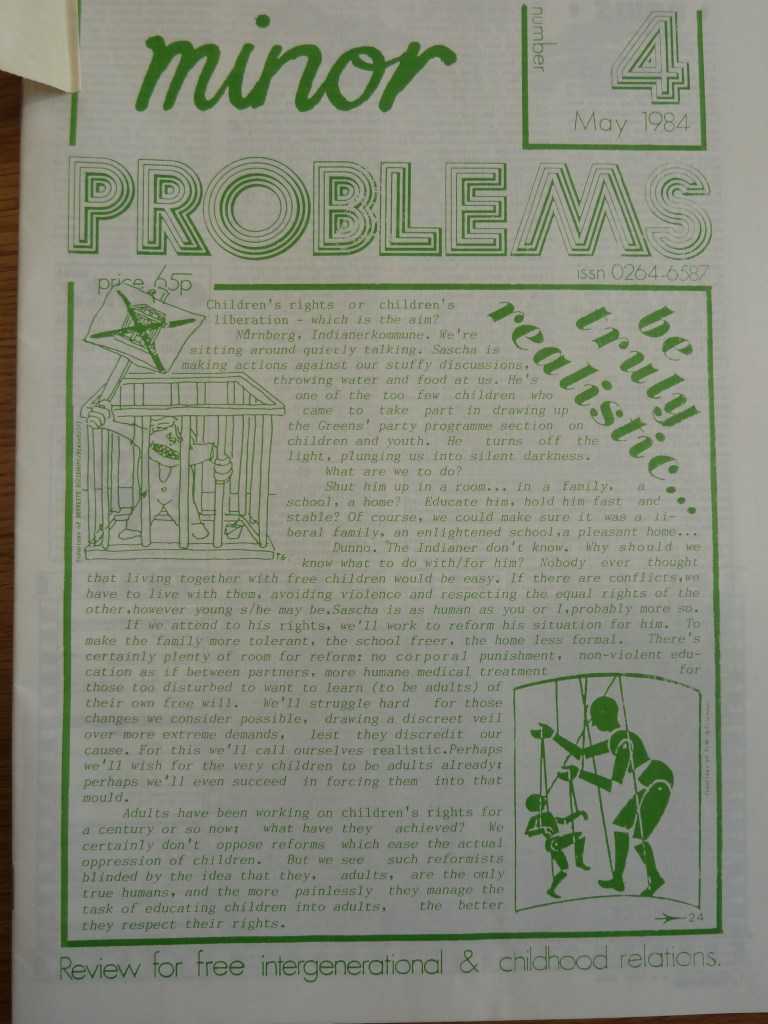 minor
number
4
May 1984
PROBLEMS
issn 0264-6587
price 65p
be
truly
realistic...
Children's rights or children's
liberation - which is the aim?
Nürnberg, Indianerkommune. We're
sitting around quietly talking. Sascha is
making actions against our stuffy discussions,
throwing water and food at us. He's
one of the too few children who
came to take part in drawing up
the Greens' party programme section on
children and youth. He turns off the
light, plunging us into silent darkness.
What are we to do?
Shut him up in a room... in a family, a
school, a home? Educate him, hold him fast and
stable? Of course, we could make sure it was a li-
beral family, an enlightened school,a pleasant home...
Dunno. The Indianer don't know. Why should we
know what to do with/for him? Nobody ever thought
that living together with free children would be easy. If there are conflicts,we
have to live with them, avoiding violence and respecting the equal rights of the
other,however young s/he may be.Sascha is as human as you or I,probably more so.
If we attend to his rights, we'll work to reform his situation for him. To
make the family more tolerant, the school freer, the home less formal. There's
certainly plenty of room for reform: no corporal punishment, non-violent edu-
cation as if between partners, more humane medical treatment for
those too disturbed to want to learn (to be adults) of
their own free will. We'll struggle hard for those
changes we consider possible, drawing a discreet veil
over more extreme demands, lest they discredit our
cause. For this we'll call ourselves realistic.Perhaps
we'll wish for the very children to be adults already;
perhaps we'll even succeed in forcing them into that
mould.
Adults have been working on children's rights for
a century or so now: what have they achieved? We
certainly don't oppose reforms which ease the actual
oppression of children. But we see such reformists
blinded by the idea that they, adults, are the only
true humans, and the more painlessly they manage the
task of educating children into adults, the better
they respect their rights.
24
Review for free intergenerational & childhood relations.